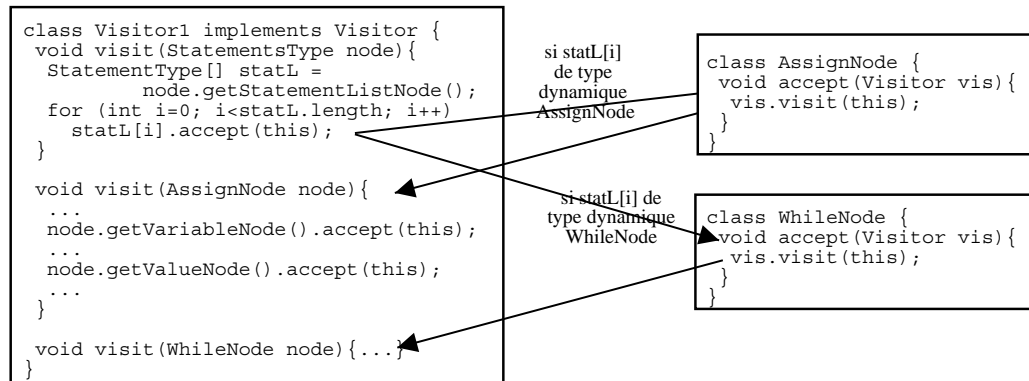 class Visitor1 implements Visitor {
void visit(StatementsType node){
StatementType[] statL =
node.getStatementListNode();
for (int i=0; i<statL.length; i++)
statL[i].accept(this);
}
void visit(AssignNode node){
...
node.getVariableNode().accept(this);
...
node.getValueNode().accept(this);
...
}
void visit(WhileNode node){...}
}
si statL[i]
de type
dynamique
AssignNode
si statL[i] de
type dynamique
WhileNode
class AssignNode {
void accept(Visitor vis){
vis.visit(this);
}
}
class WhileNode {
void accept(Visitor vis){
vis.visit(this);
}
}